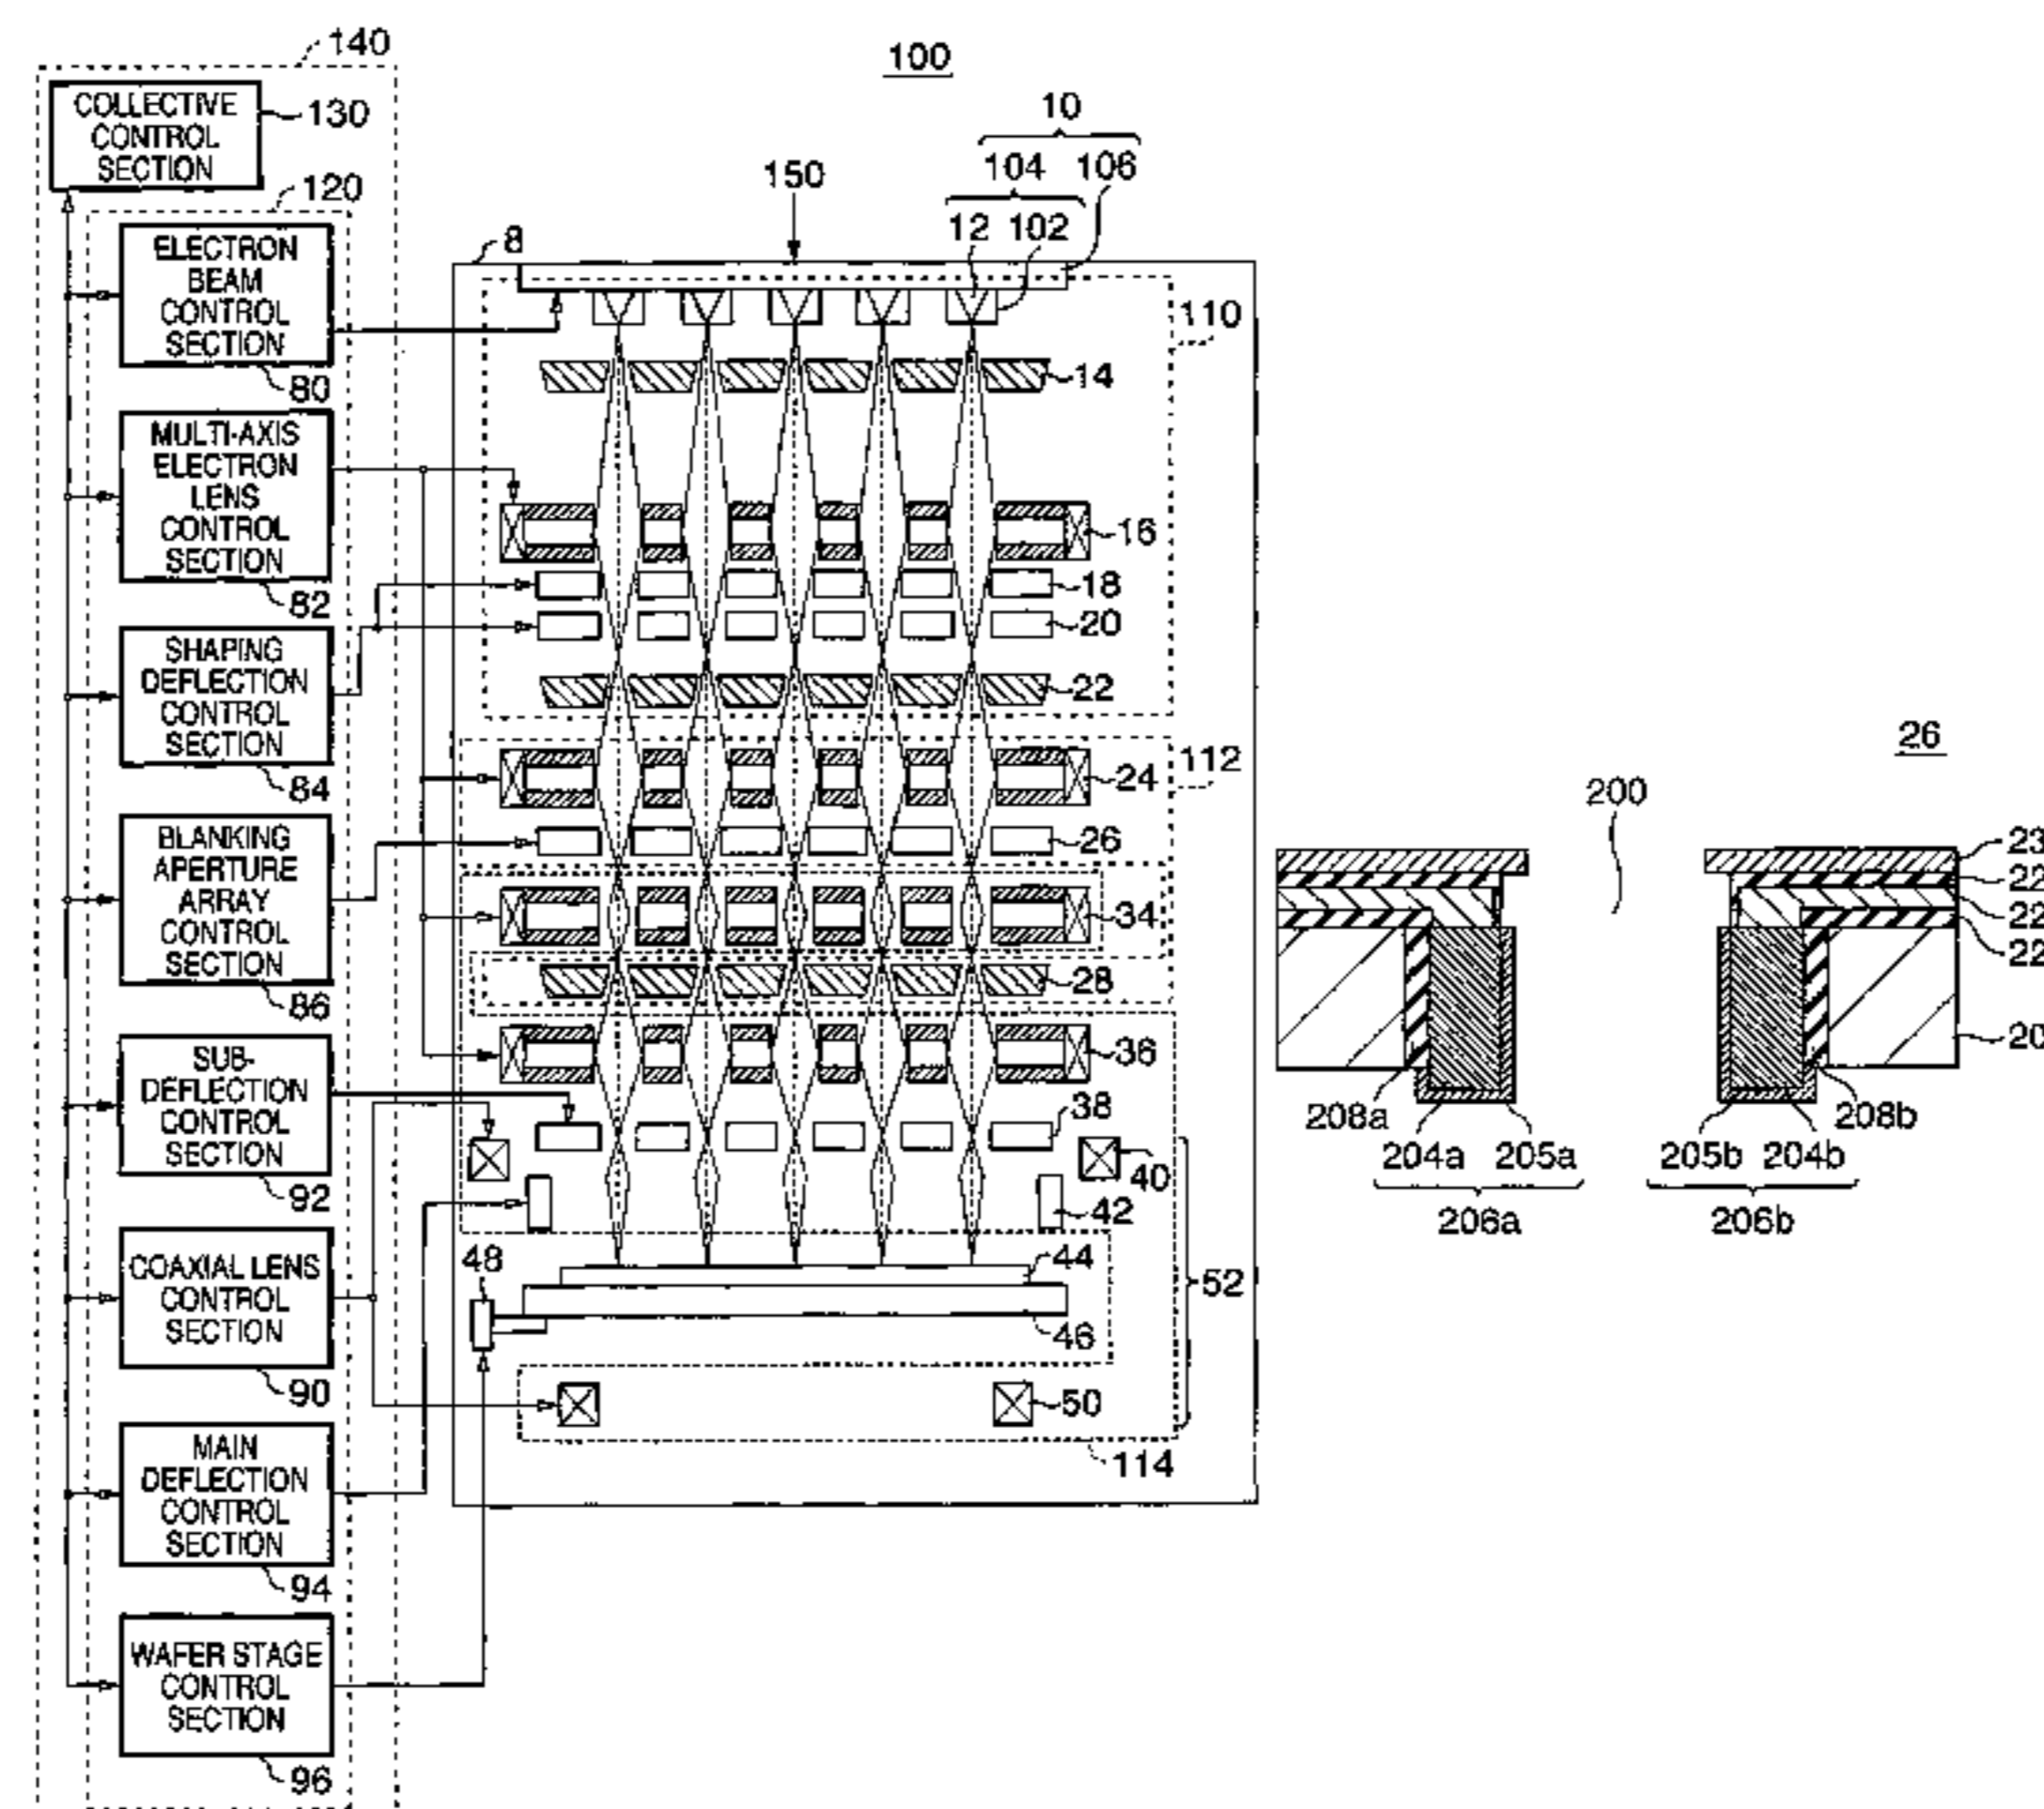 140
COLLECTIVE
CONTROL
SECTION
130
120
ELECTRON
BEAM
CONTROL
SECTION
80
MULTI-AXIS
ELECTRON
LENS
CONTROL
SECTION
82
SHAPING
DEFLECTION
CONTROL
SECTION
84
BLANKING
APERTURE
ARRAY
CONTROL
SECTION
86
SUB-
DEFLECTION
CONTROL
SECTION
92
COAXIAL LENS
CONTROL
SECTION
90
MAIN
DEFLECTION
CONTROL
SECTION
94
WAFER STAGE
CONTROL
SECTION
96
100
10
104 106
150
12 102
8
110
14
16
18
20
22
112
24
26
34
28
36
38
40
42
48
44
52
46
50
114
26
200
208a
208b
204a 205a
205b 204b
206a
206b